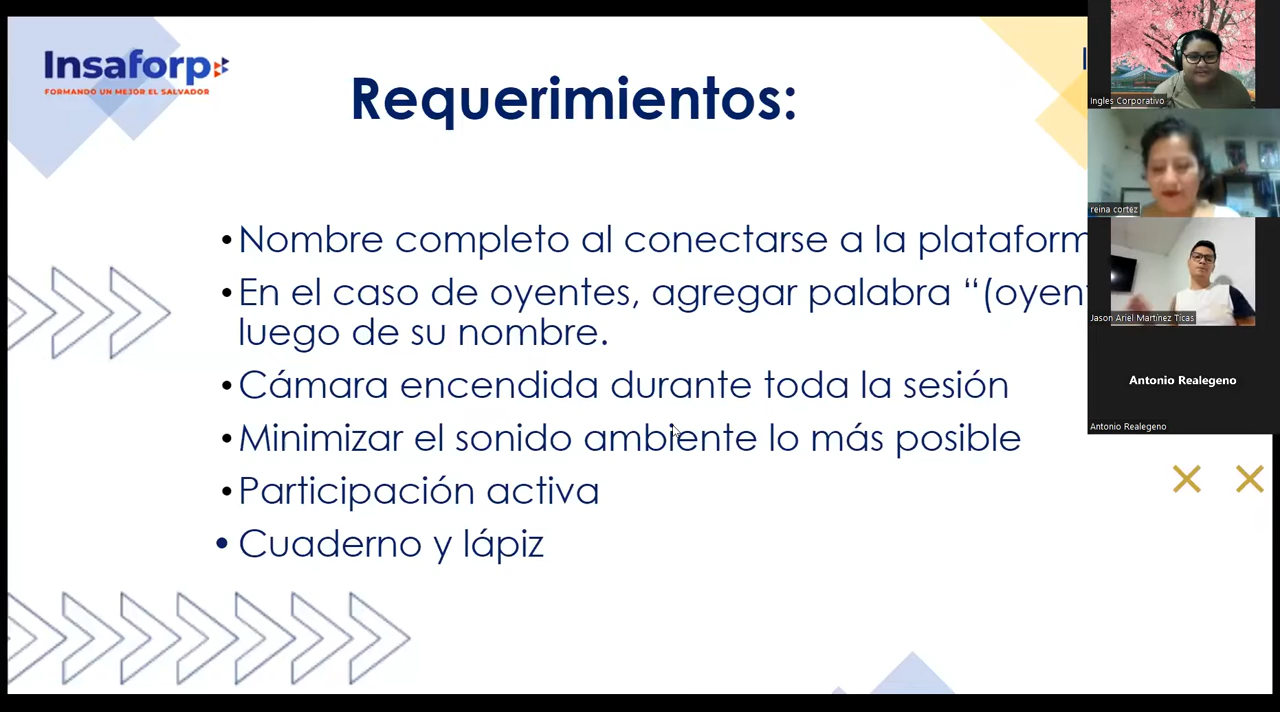 Insaforp
FORMANDO UN MEJOR EL SALVADOR
Requerimientos:
•Nombre completo al conectarse a la plataform
•En el caso de oyentes, agregar palabra “(oyent
luego de su nombre.
•Cámara encendida durante toda la sesión
•Minimizar el sonido ambiente lo más posible
•Participación activa
•Cuaderno y lápiz
Ingles Corporativo
reina cortez
Jason Ariel Martinez Ticas
Antonio Realegeno
Antonio Realegeno